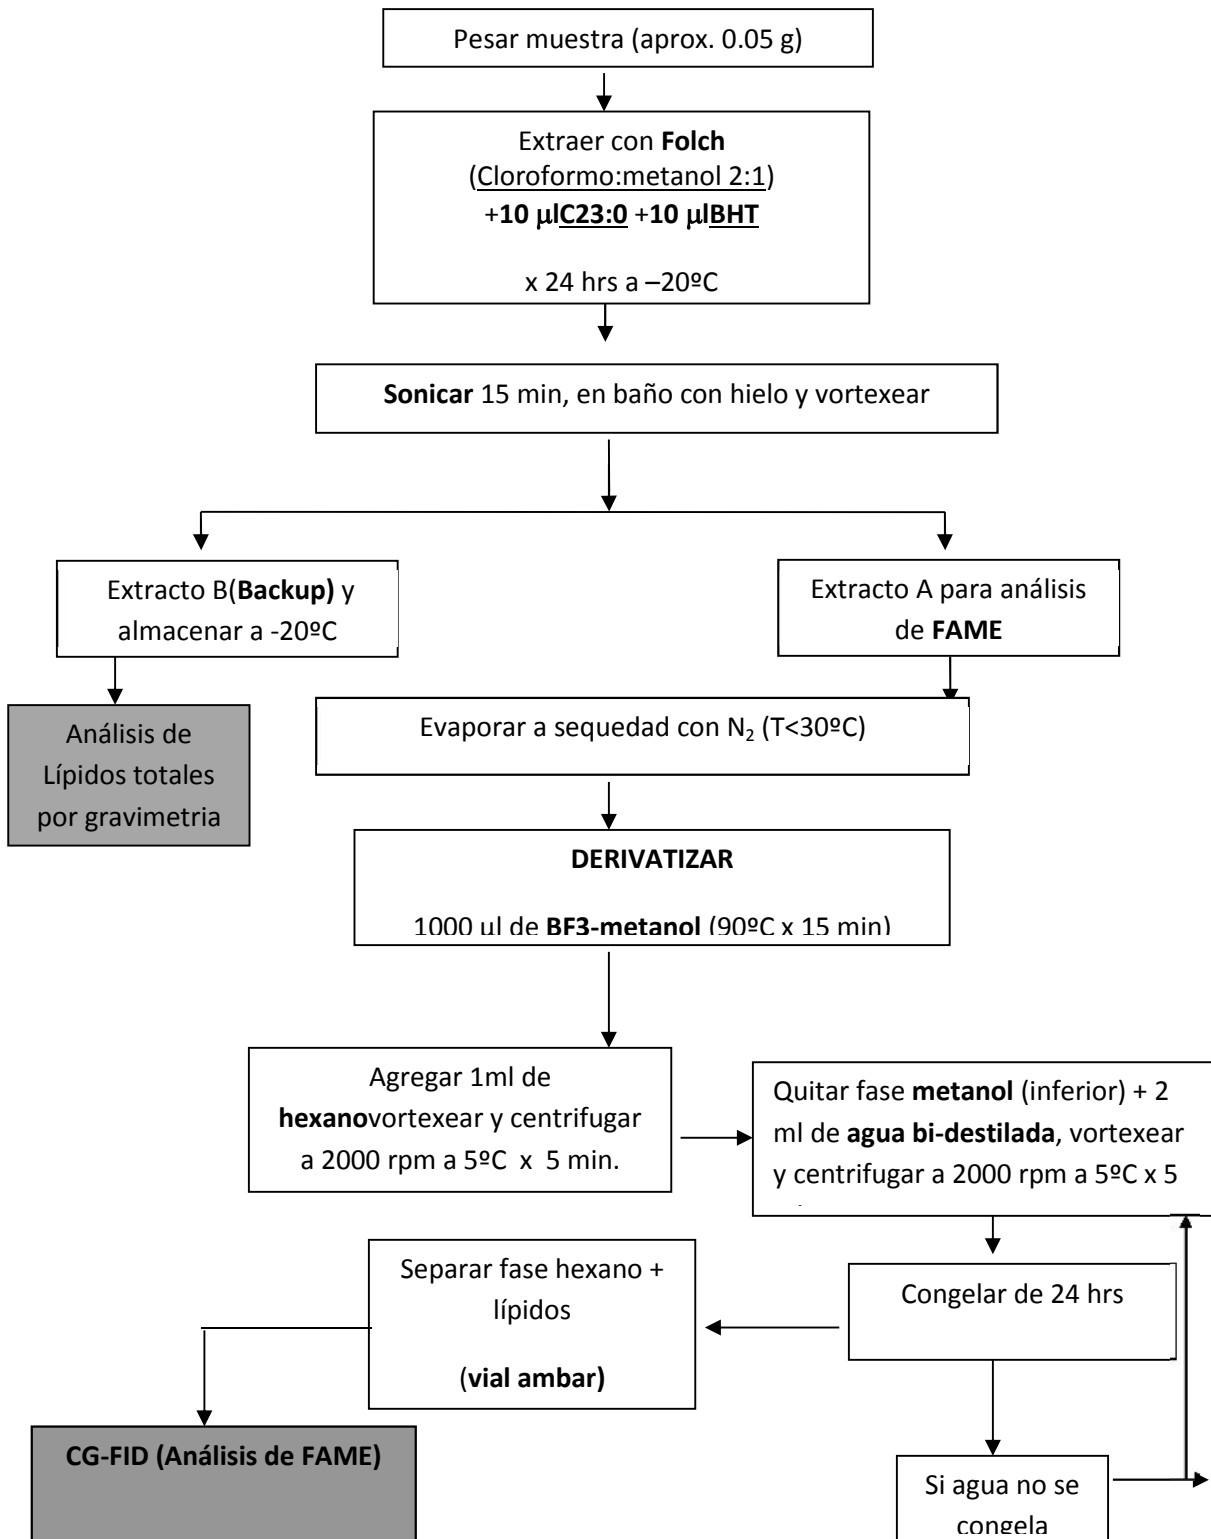 Pesar muestra (aprox. 0.05 g)
Extraer con Folch
(Cloroformo:metanol 2:1)
+10 µlC23:0 +10 µlBHT
x 24 hrs a –20ºC
Sonicar 15 min, en baño con hielo y vortexear
Extracto B(Backup) y
almacenar a -20ºC
Extracto A para análisis
de FAME
Análisis de
Lípidos totales
por gravimetria
Evaporar a sequedad con N₂ (T<30ºC)
DERIVATIZAR
1000 ul de BF3-metanol (90ºC x 15 min)
Agregar 1ml de
hexanovortexear y centrifugar
a 2000 rpm a 5ºC x 5 min.
Quitar fase metanol (inferior) + 2
ml de agua bi-destilada, vortexear
y centrifugar a 2000 rpm a 5ºC x 5
Separar fase hexano +
lípidos
(vial ambar)
Congelar de 24 hrs
CG-FID (Análisis de FAME)
Si agua no se
congela